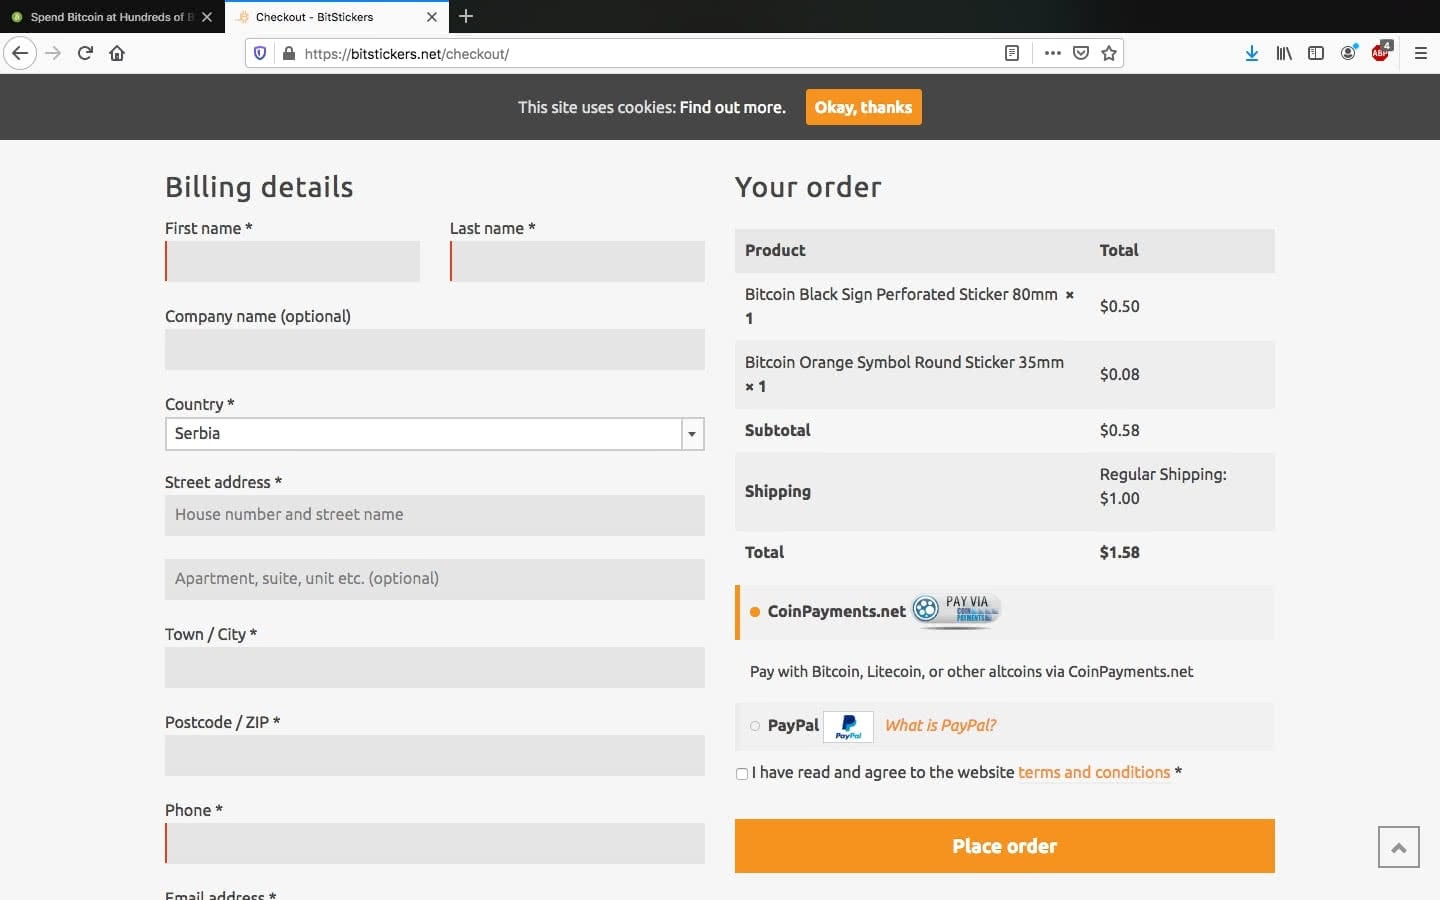 Spend Bitcoin at Hundreds of B
Checkout - BitStickers
https://bitstickers.net/checkout/
ABP
4
This site uses cookies: Find out more.
Okay, thanks
Billing details
First name *
Last name *
Company name (optional)
Country *
Serbia
Street address *
House number and street name
Apartment, suite, unit etc. (optional)
Town / City *
Postcode / ZIP *
Phone *
Email address *
Your order
Product Total
Bitcoin Black Sign Perforated Sticker 80mm ×
1
$0.50
Bitcoin Orange Symbol Round Sticker 35mm
× 1
$0.08
Subtotal $0.58
Shipping
Regular Shipping:
$1.00
Total $1.58
CoinPayments.net
PAY VIA
COIN
PAYMENTS
Pay with Bitcoin, Litecoin, or other altcoins via CoinPayments.net
PayPal PayPal What is PayPal?
I have read and agree to the website terms and conditions *
Place order